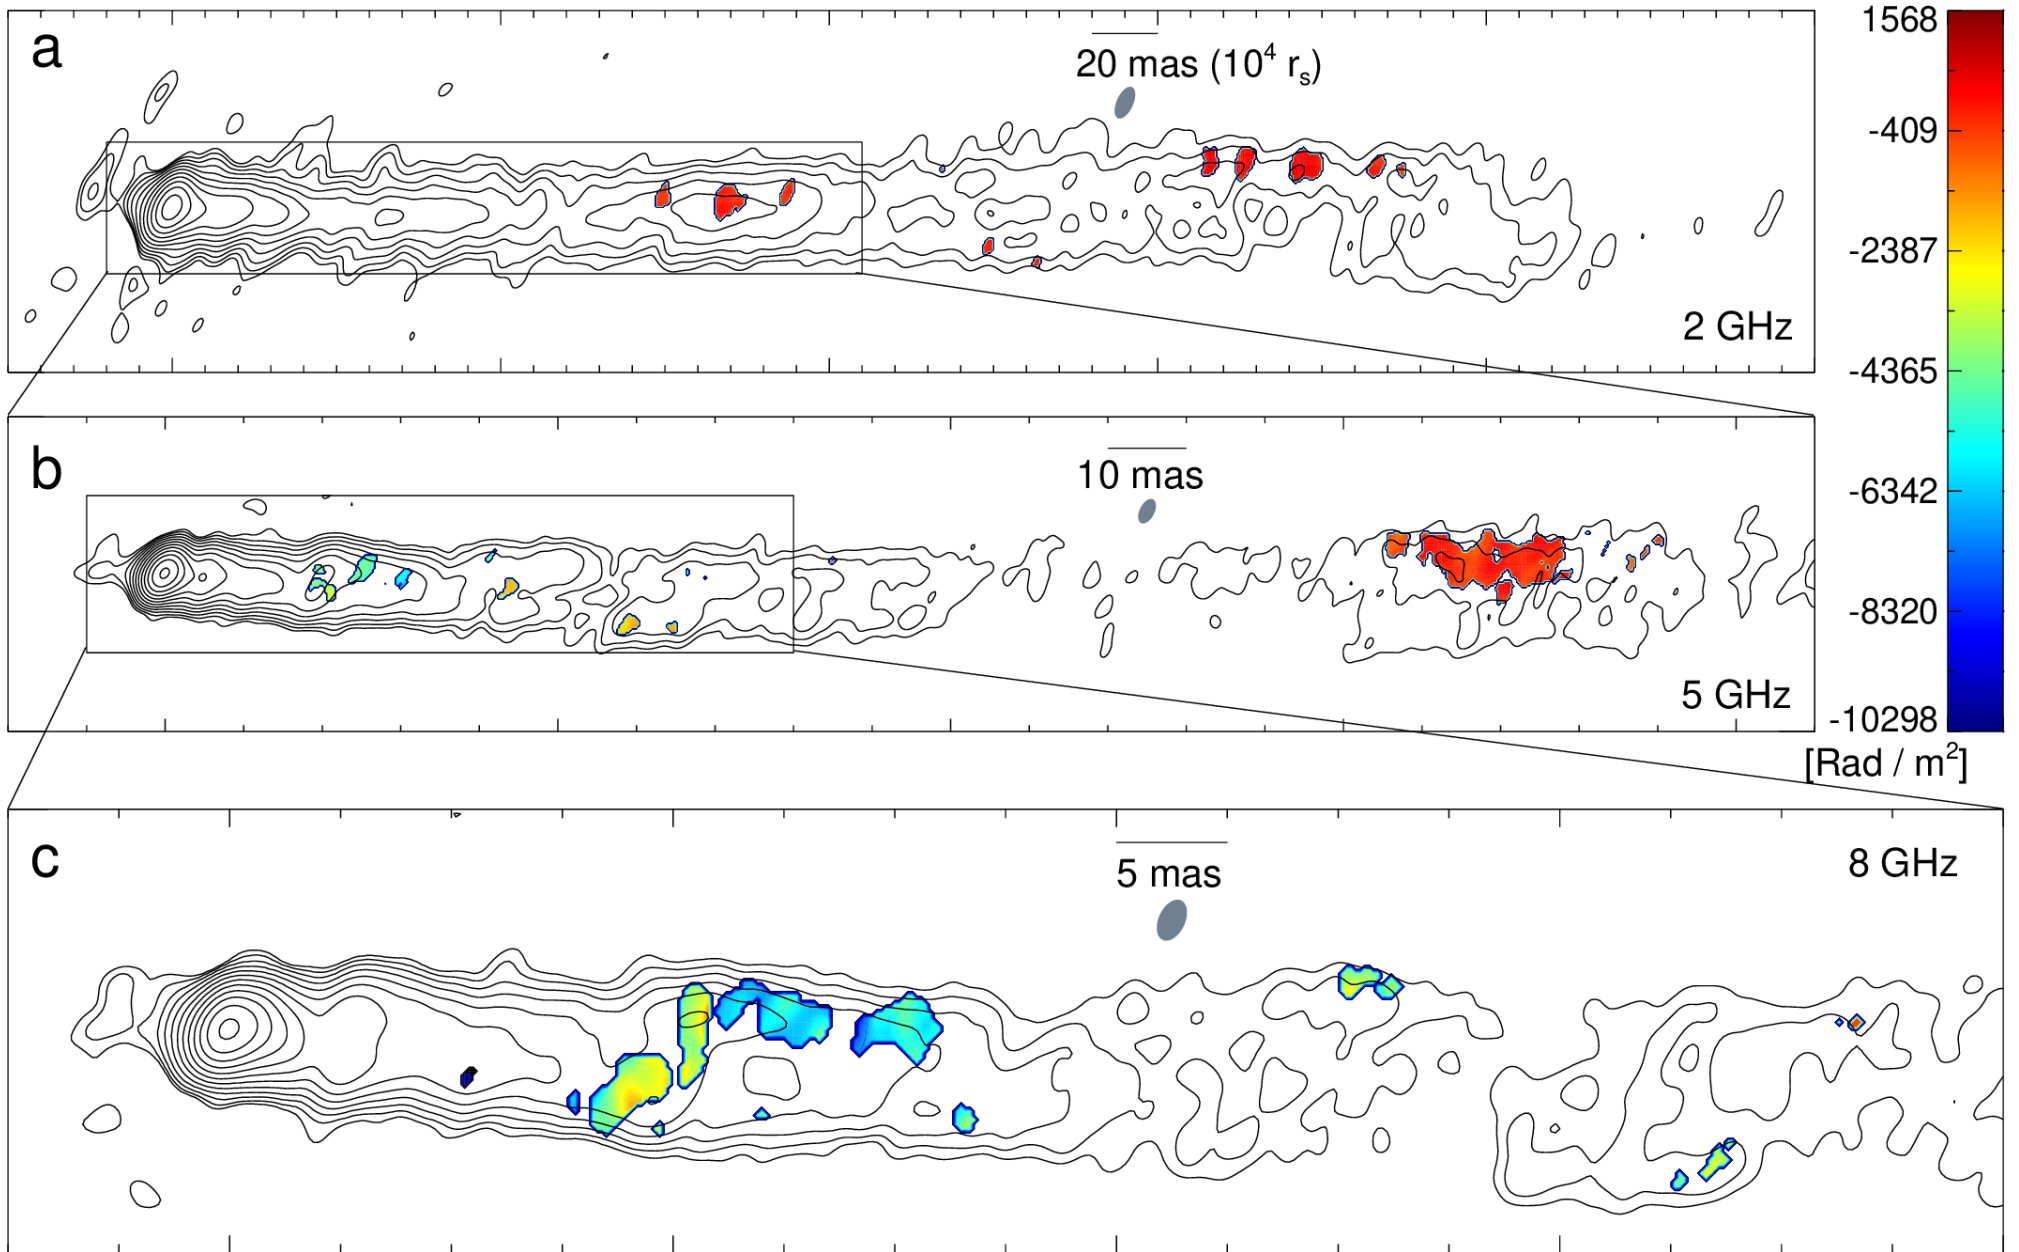 a
20 mas (10⁴ rₛ)
2 GHz
b
10 mas
5 GHz
c
5 mas
8 GHz
1568
-409
-2387
-4365
-6342
-8320
-10298
[Rad / m²]